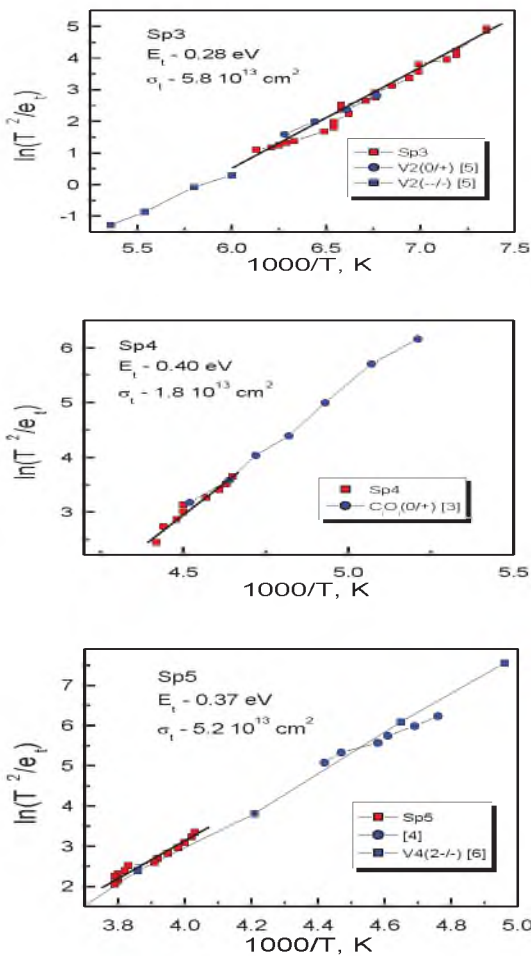 Sp3
E_t - 0.28 eV
σ_t - 5.8 10^13 cm^2
ln(T^2/e_t)
5
4
3
2
1
0
-1
Sp3
V2(0/+) [5]
V2(--/-) [5]
5.5 6.0 6.5 7.0 7.5
1000/T, K
Sp4
E_t - 0.40 eV
σ_t - 1.8 10^13 cm^2
ln(T^2/e_t)
6
5
4
3
Sp4
C_iO_i(0/+) [3]
4.5 5.0 5.5
1000/T, K
Sp5
E_t - 0.37 eV
σ_t - 5.2 10^13 cm^2
ln(T^2/e_t)
7
6
5
4
3
2
Sp5
[4]
V4(2-/-) [6]
3.8 4.0 4.2 4.4 4.6 4.8 5.0
1000/T, K